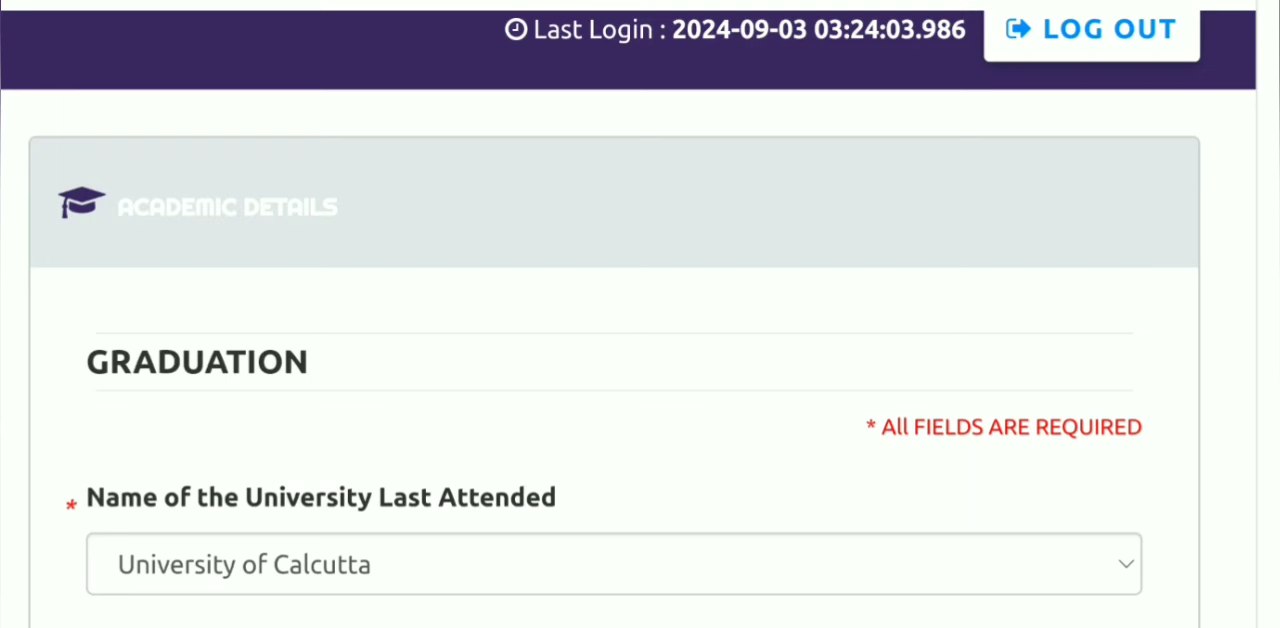 Last Login : 2024-09-03 03:24:03.986
LOG OUT
ACADEMIC DETAILS
GRADUATION
* All FIELDS ARE REQUIRED
* Name of the University Last Attended
University of Calcutta